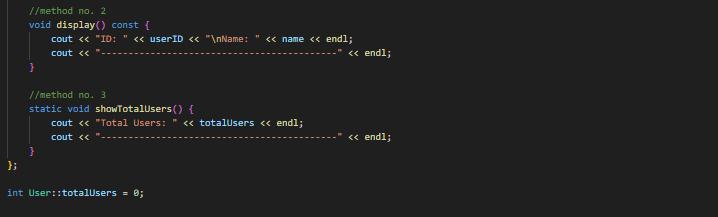 //method no. 2
void display() const {
cout << "ID: " << userID << "\nName: " << name << endl;
cout << "--------------------------------------------" << endl;
}
//method no. 3
static void showTotalUsers() {
cout << "Total Users: " << totalUsers << endl;
cout << "--------------------------------------------" << endl;
}
};
int User::totalUsers = 0;